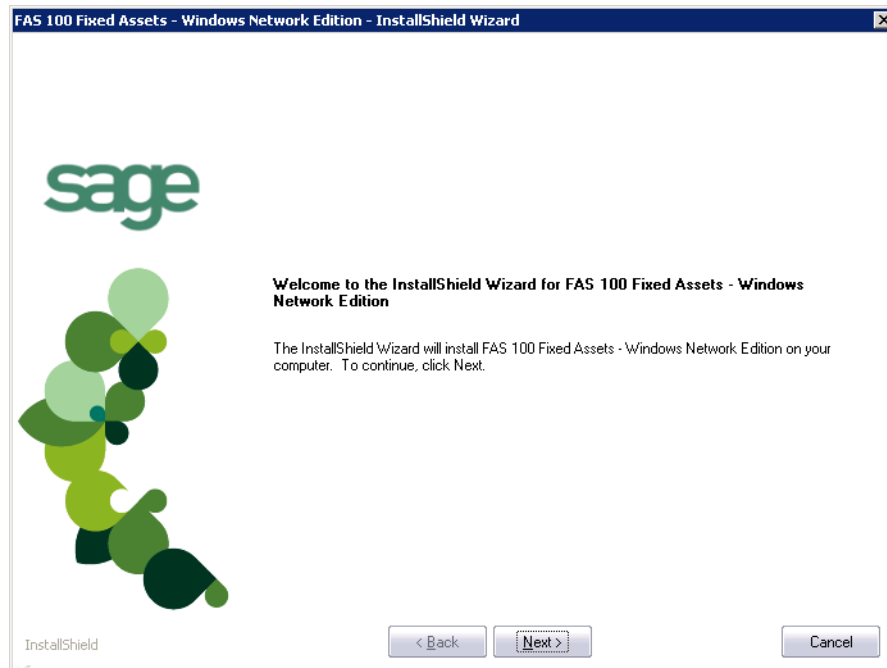 FAS 100 Fixed Assets - Windows Network Edition - InstallShield Wizard
sage
Welcome to the InstallShield Wizard for FAS 100 Fixed Assets - Windows
Network Edition
The InstallShield Wizard will install FAS 100 Fixed Assets - Windows Network Edition on your
computer. To continue, click Next.
InstallShield
< Back
Next >
Cancel